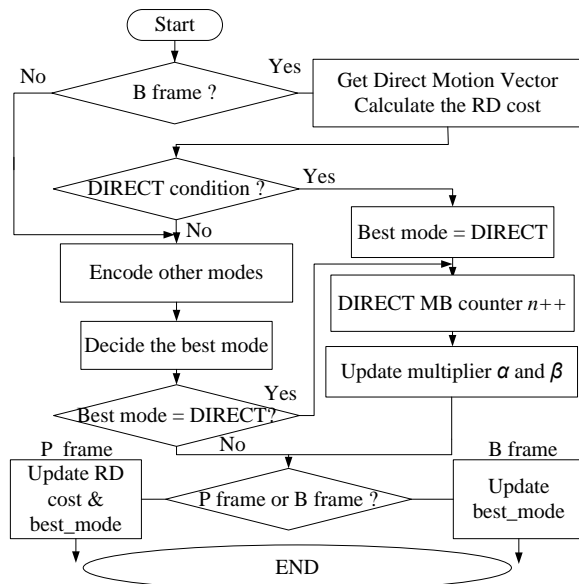 Start
No
Yes
B frame ?
Get Direct Motion Vector
Calculate the RD cost
DIRECT condition ?
Yes
No
Best mode = DIRECT
Encode other modes
DIRECT MB counter n++
Decide the best mode
Update multiplier α and β
Yes
Best mode = DIRECT?
No
P frame
B frame
Update RD
cost &
best_mode
P frame or B frame ?
Update
best_mode
END